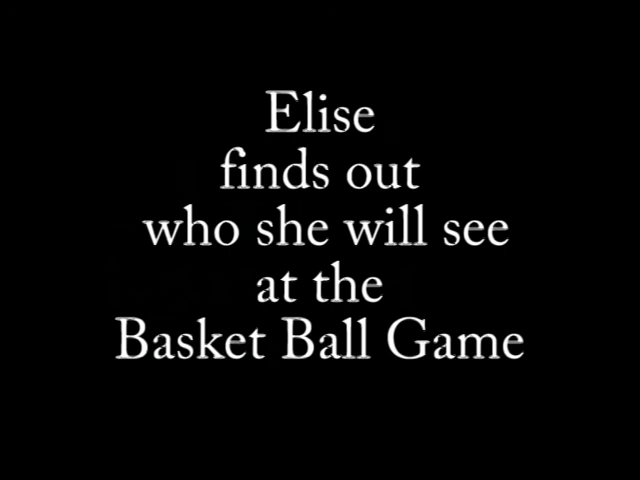 Elise
finds out
who she will see
at the
Basket Ball Game